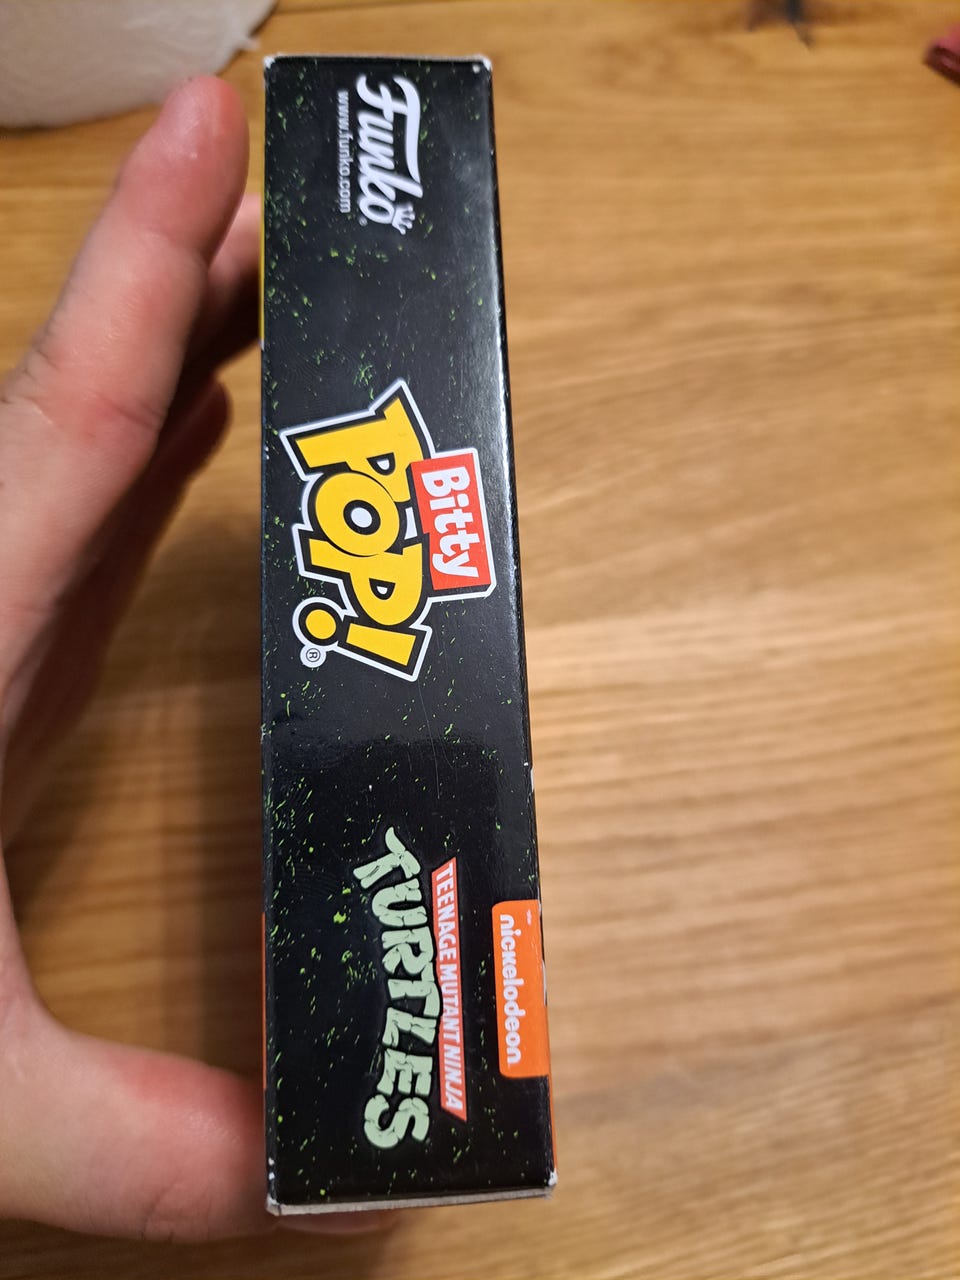 Funko
www.funko.com
Bitty
POP!
®
nickelodeon
TEENAGE MUTANT NINJA
TURTLES